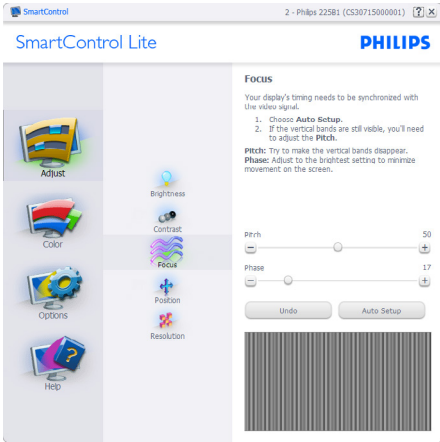 SmartControl
2 - Philips 225B1 (CS30715000001)
?
SmartControl Lite
PHILIPS
Adjust
Color
Options
Help
Brightness
Contrast
Focus
Position
Resolution
Focus
Your display's timing needs to be synchronized with
the video signal.
1. Choose Auto Setup.
2. If the vertical bands are still visible, you'll need
to adjust the Pitch.
Pitch: Try to make the vertical bands disappear.
Phase: Adjust to the brightest setting to minimize
movement on the screen.
Pitch 50
Phase 17
Undo Auto Setup